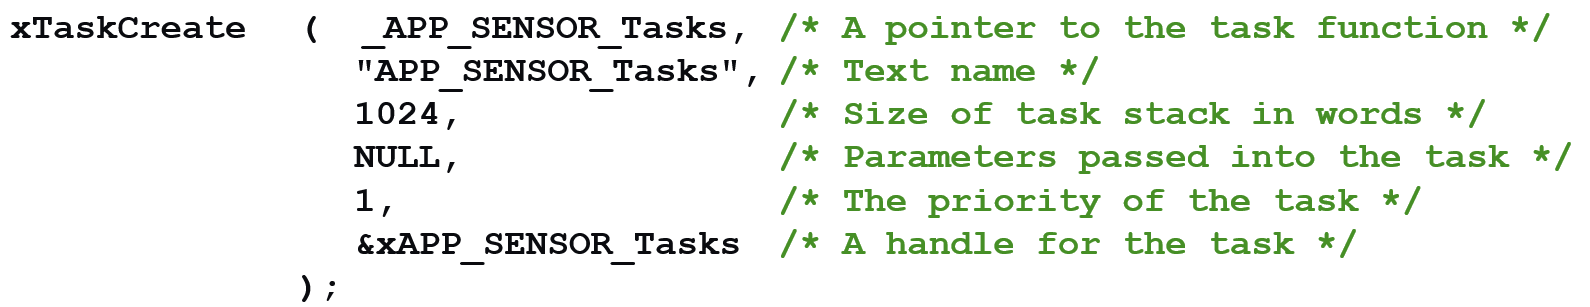 xTaskCreate ( _APP_SENSOR_Tasks, /* A pointer to the task function */
"APP_SENSOR_Tasks", /* Text name */
1024, /* Size of task stack in words */
NULL, /* Parameters passed into the task */
1, /* The priority of the task */
&xAPP_SENSOR_Tasks /* A handle for the task */
);